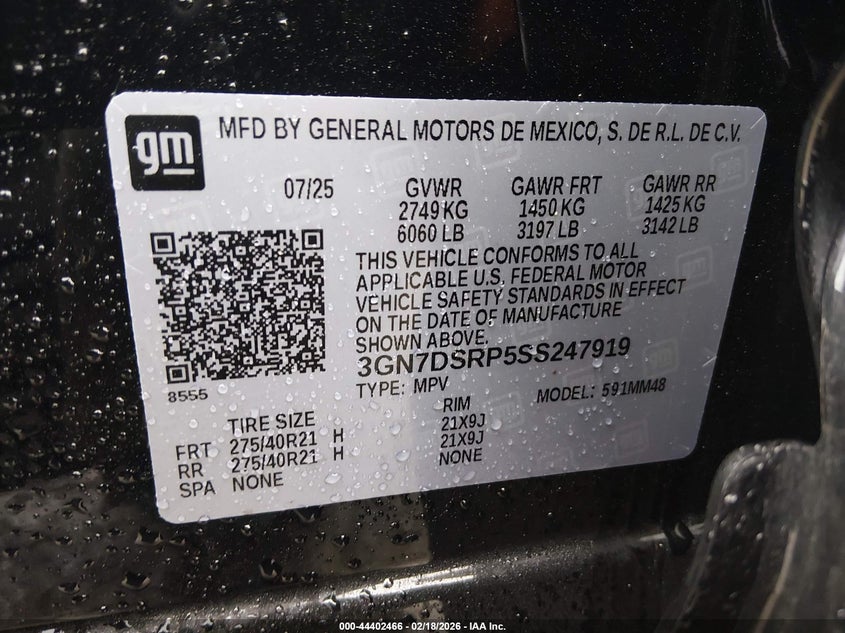 gm
MFD BY GENERAL MOTORS DE MEXICO, S. DE R.L. DE C.V.
07/25 GVWR GAWR FRT GAWR RR
2749 KG 1450 KG 1425 KG
6060 LB 3197 LB 3142 LB
THIS VEHICLE CONFORMS TO ALL
APPLICABLE U.S. FEDERAL MOTOR
VEHICLE SAFETY STANDARDS IN EFFECT
ON THE DATE OF MANUFACTURE
SHOWN ABOVE.
3GN7DSRP5SS247919
TYPE: MPV MODEL: 591MM48
8555
TIRE SIZE RIM
FRT 275/40R21 H 21X9J
RR 275/40R21 H 21X9J
SPA NONE NONE
000-44402466 - 02/18/2026 - IAA Inc.